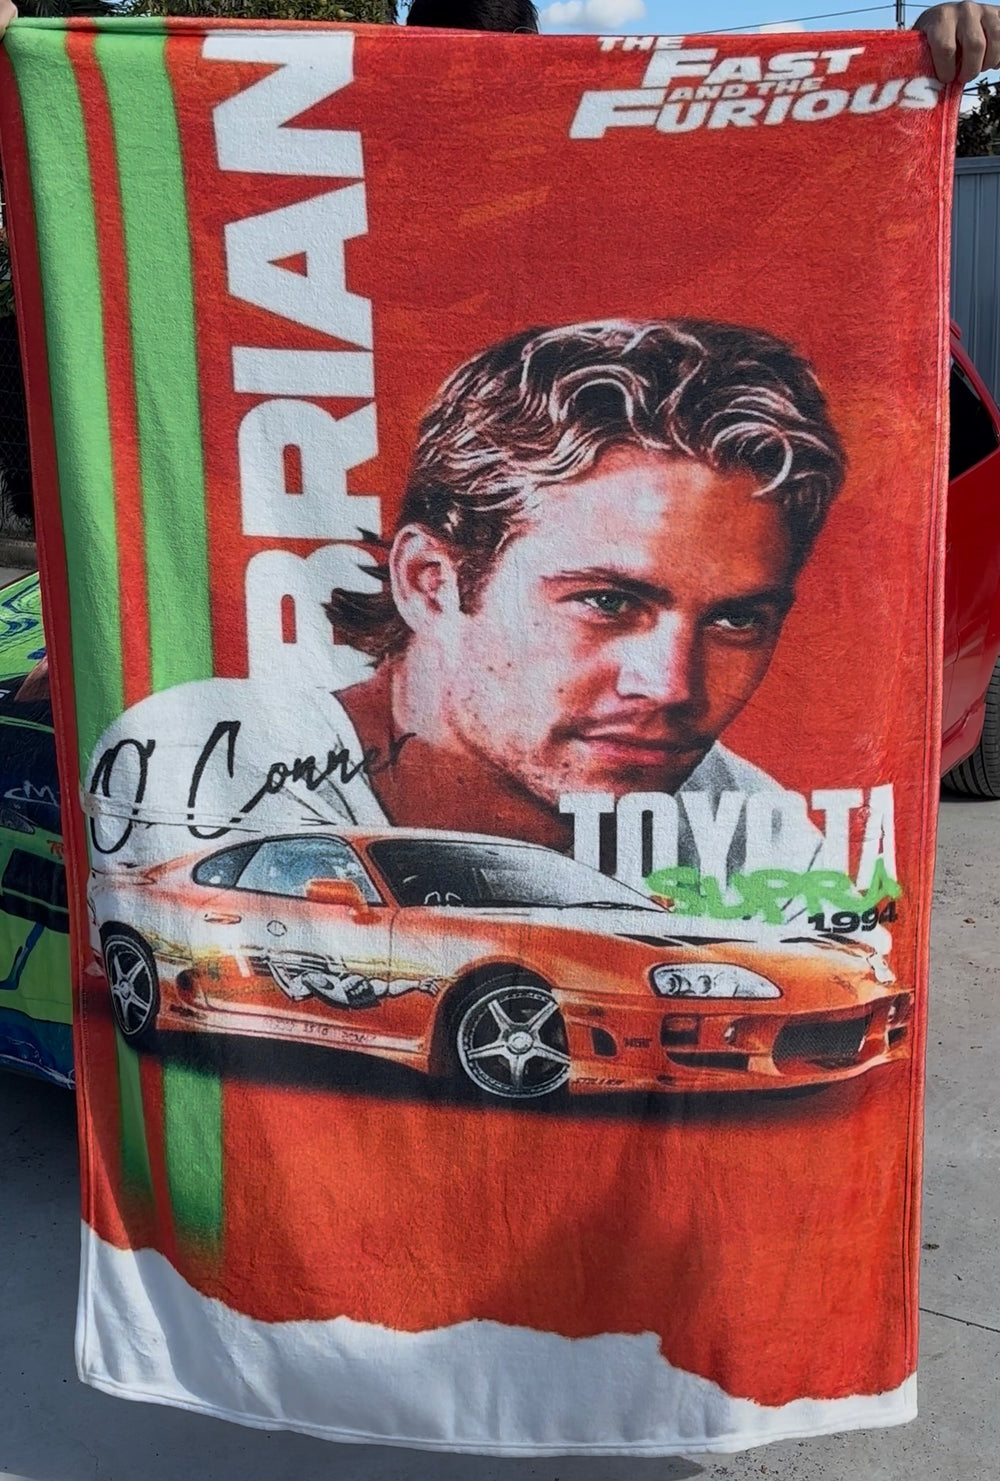 THE
FAST
AND THE
FURIOUS
BRIAN
O'Conner
TOYOTA
SUPRA
1994